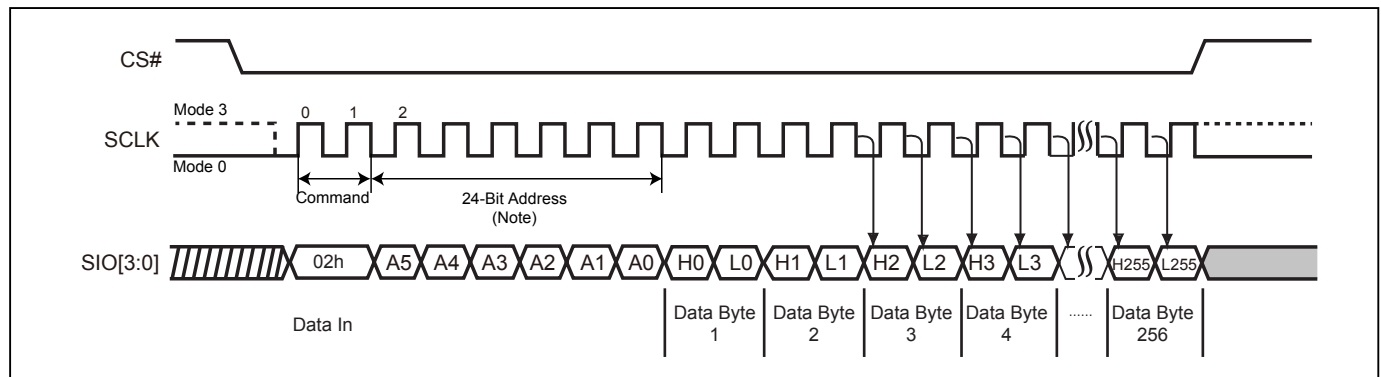 CS#
Mode 3
0 1 2
SCLK
Mode 0
Command
24-Bit Address
(Note)
SIO[3:0]
02h A5 A4 A3 A2 A1 A0 H0 L0 H1 L1 H2 L2 H3 L3 H255 L255
Data In
Data Byte
1
Data Byte
2
Data Byte
3
Data Byte
4
......
Data Byte
256